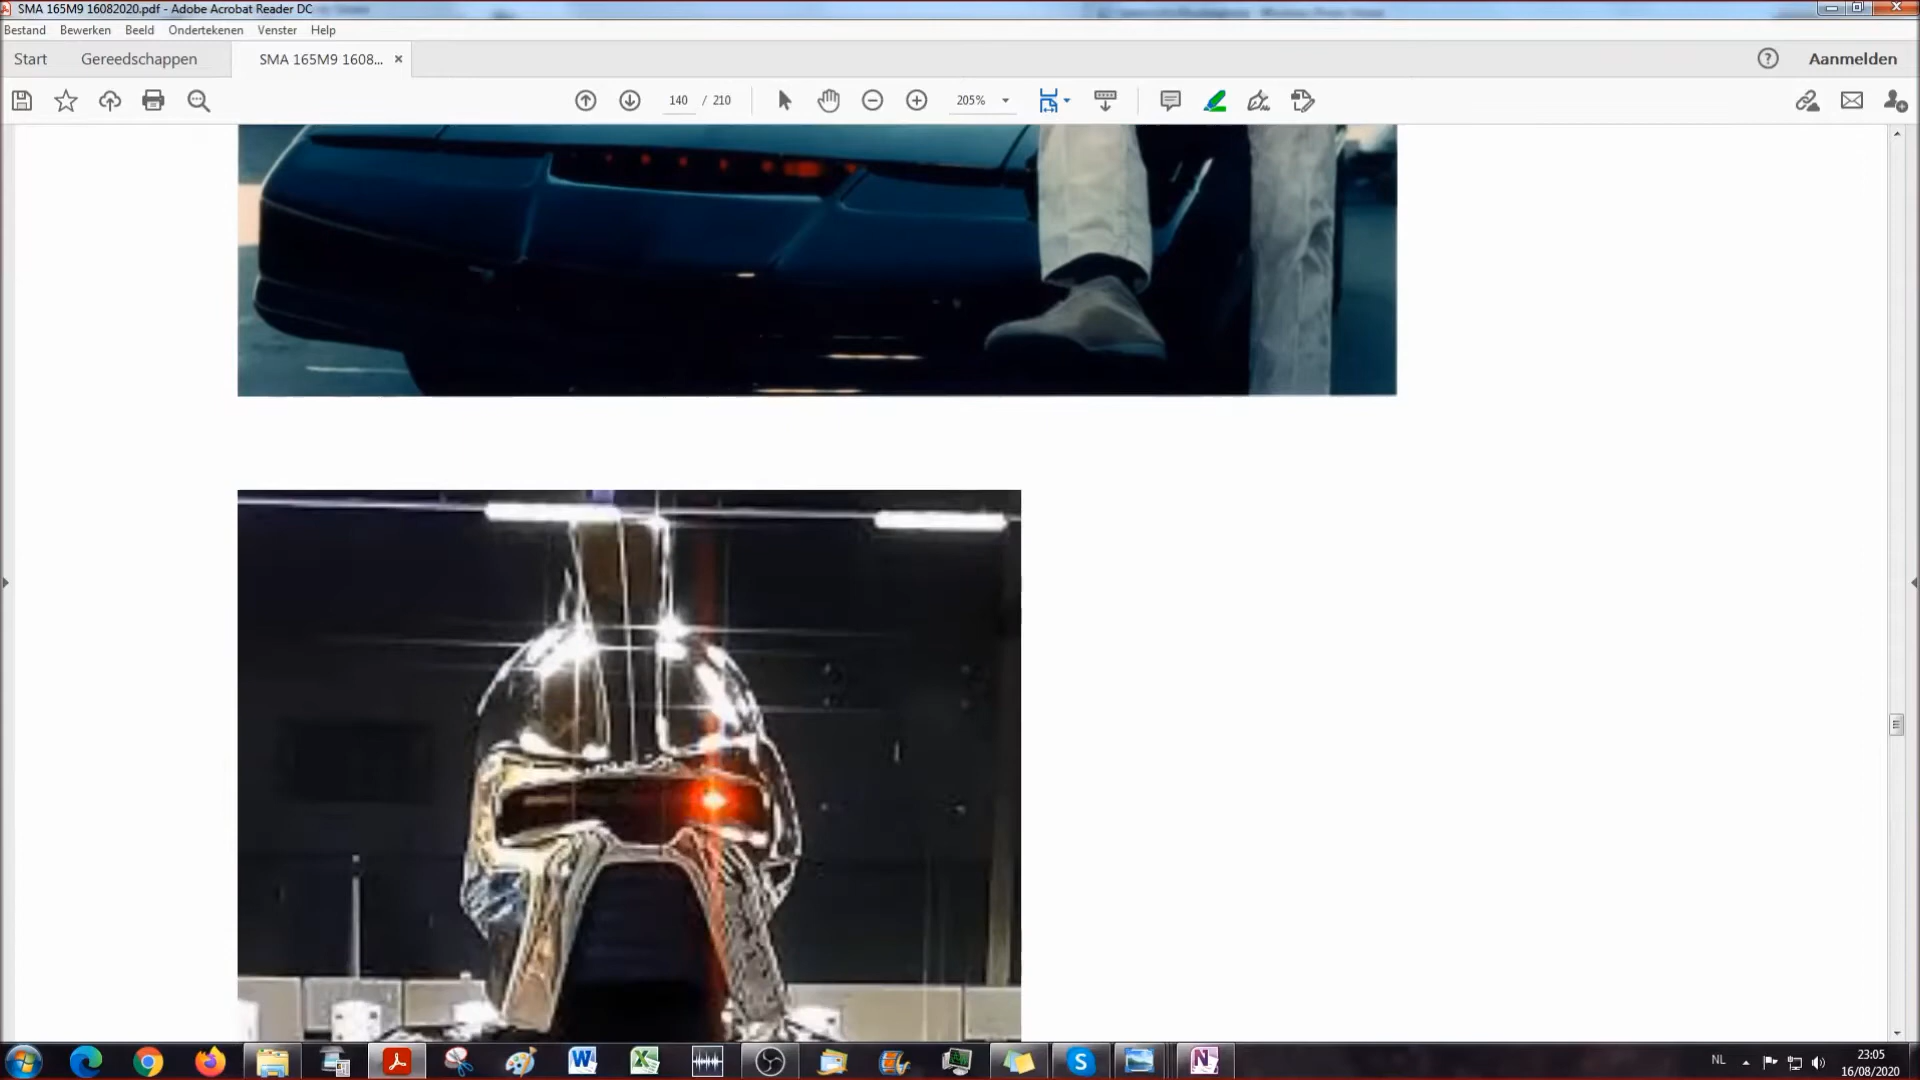 SMA 165M9 16082020.pdf - Adobe Acrobat Reader DC
Bestand Bewerken Beeld Ondertekenen Venster Help
Start Gereedschappen SMA 165M9 1608... × Aanmelden
140 / 210 205%
NL 23:05
16/08/2020